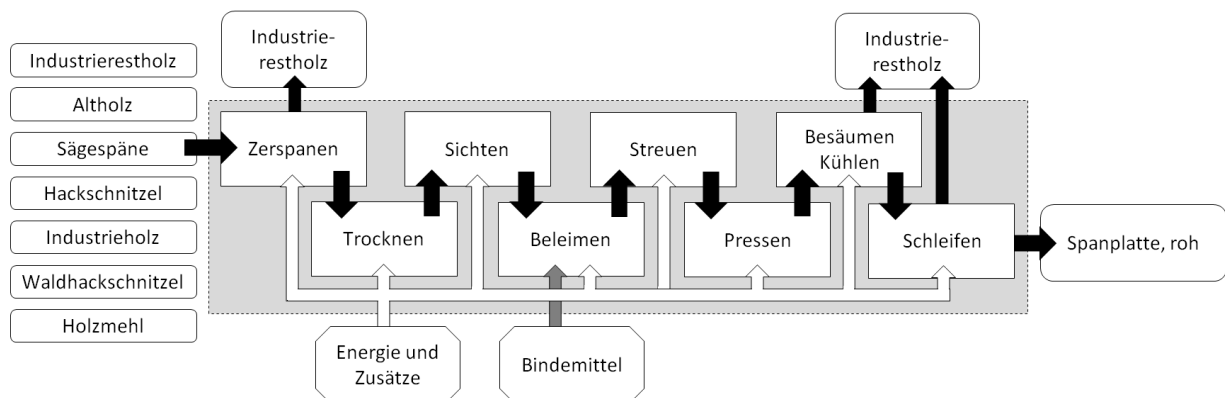 Industrierestholz
Altholz
Sägespäne
Hackschnitzel
Industrieholz
Waldhackschnitzel
Holzmehl
Industrie-
restholz
Industrie-
restholz
Zerspanen
Sichten
Streuen
Besäumen
Kühlen
Trocknen
Beleimen
Pressen
Schleifen
Spanplatte, roh
Energie und
Zusätze
Bindemittel